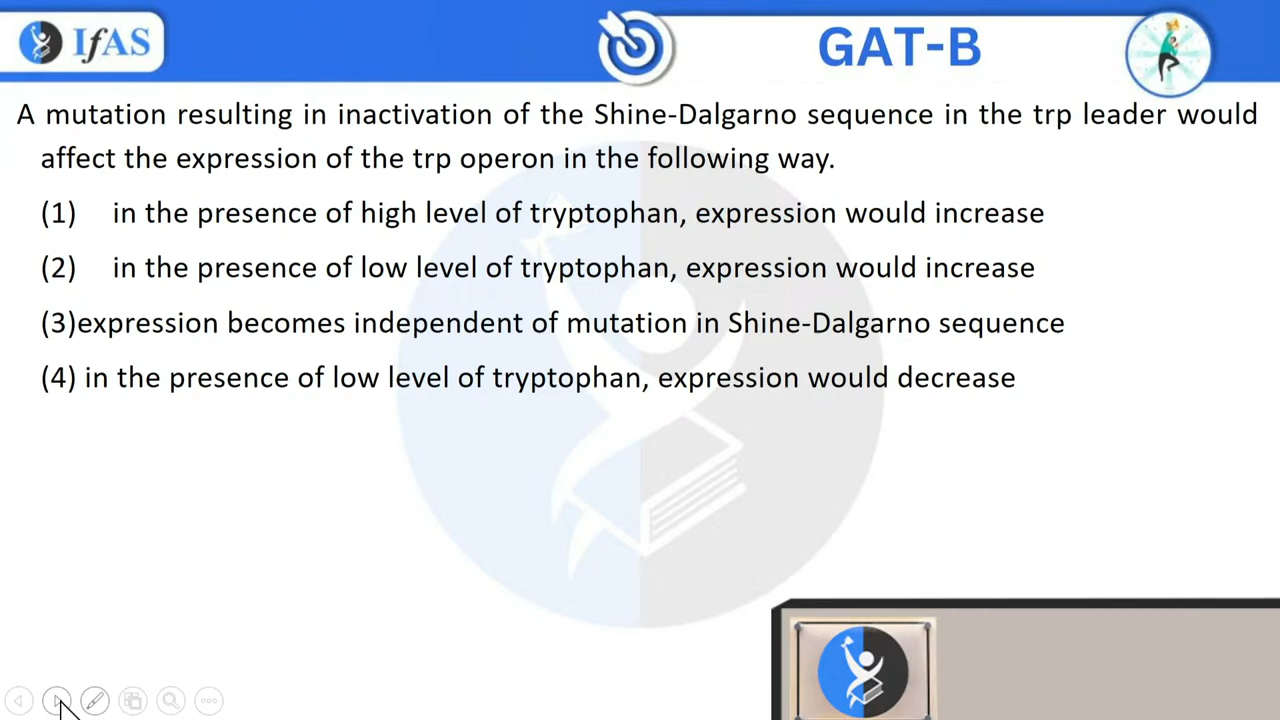 IfAS
GAT-B
A mutation resulting in inactivation of the Shine-Dalgarno sequence in the trp leader would
affect the expression of the trp operon in the following way.
(1) in the presence of high level of tryptophan, expression would increase
(2) in the presence of low level of tryptophan, expression would increase
(3)expression becomes independent of mutation in Shine-Dalgarno sequence
(4) in the presence of low level of tryptophan, expression would decrease